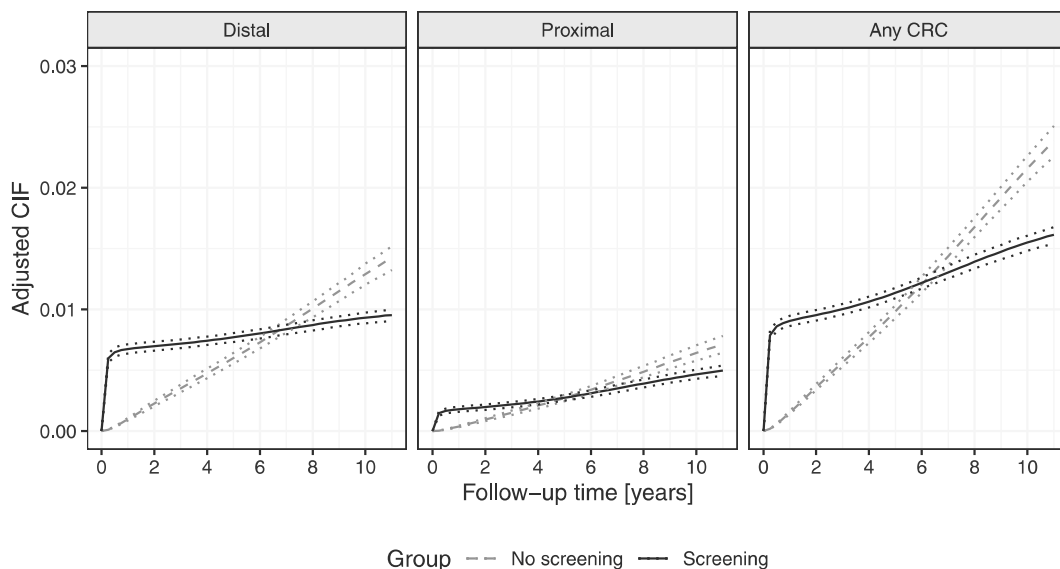 Distal Proximal Any CRC
0.03
0.02
0.01
0.00
Adjusted CIF
0 2 4 6 8 10 0 2 4 6 8 10 0 2 4 6 8 10
Follow−up time [years]
Group No screening Screening